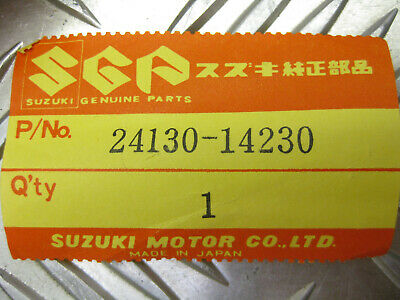 SGP スズキ純正部品
SUZUKI GENUINE PARTS
P/No. 24130-14230
Q'ty 1
SUZUKI MOTOR CO.,LTD.
MADE IN JAPAN